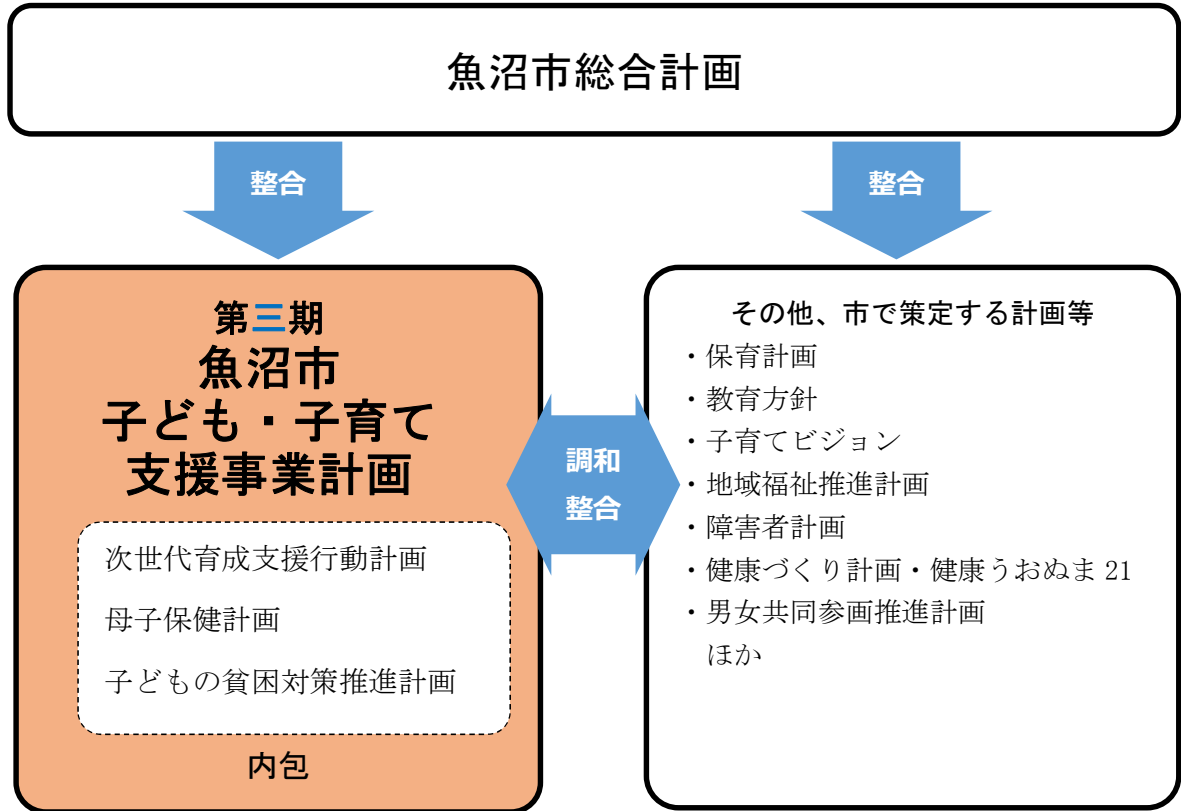 魚沼市総合計画
整合
整合
第三期
魚沼市
子ども・子育て
支援事業計画
次世代育成支援行動計画
母子保健計画
子どもの貧困対策推進計画
内包
調和
整合
その他、市で策定する計画等
・保育計画
・教育方針
・子育てビジョン
・地域福祉推進計画
・障害者計画
・健康づくり計画・健康うおぬま 21
・男女共同参画推進計画
ほか